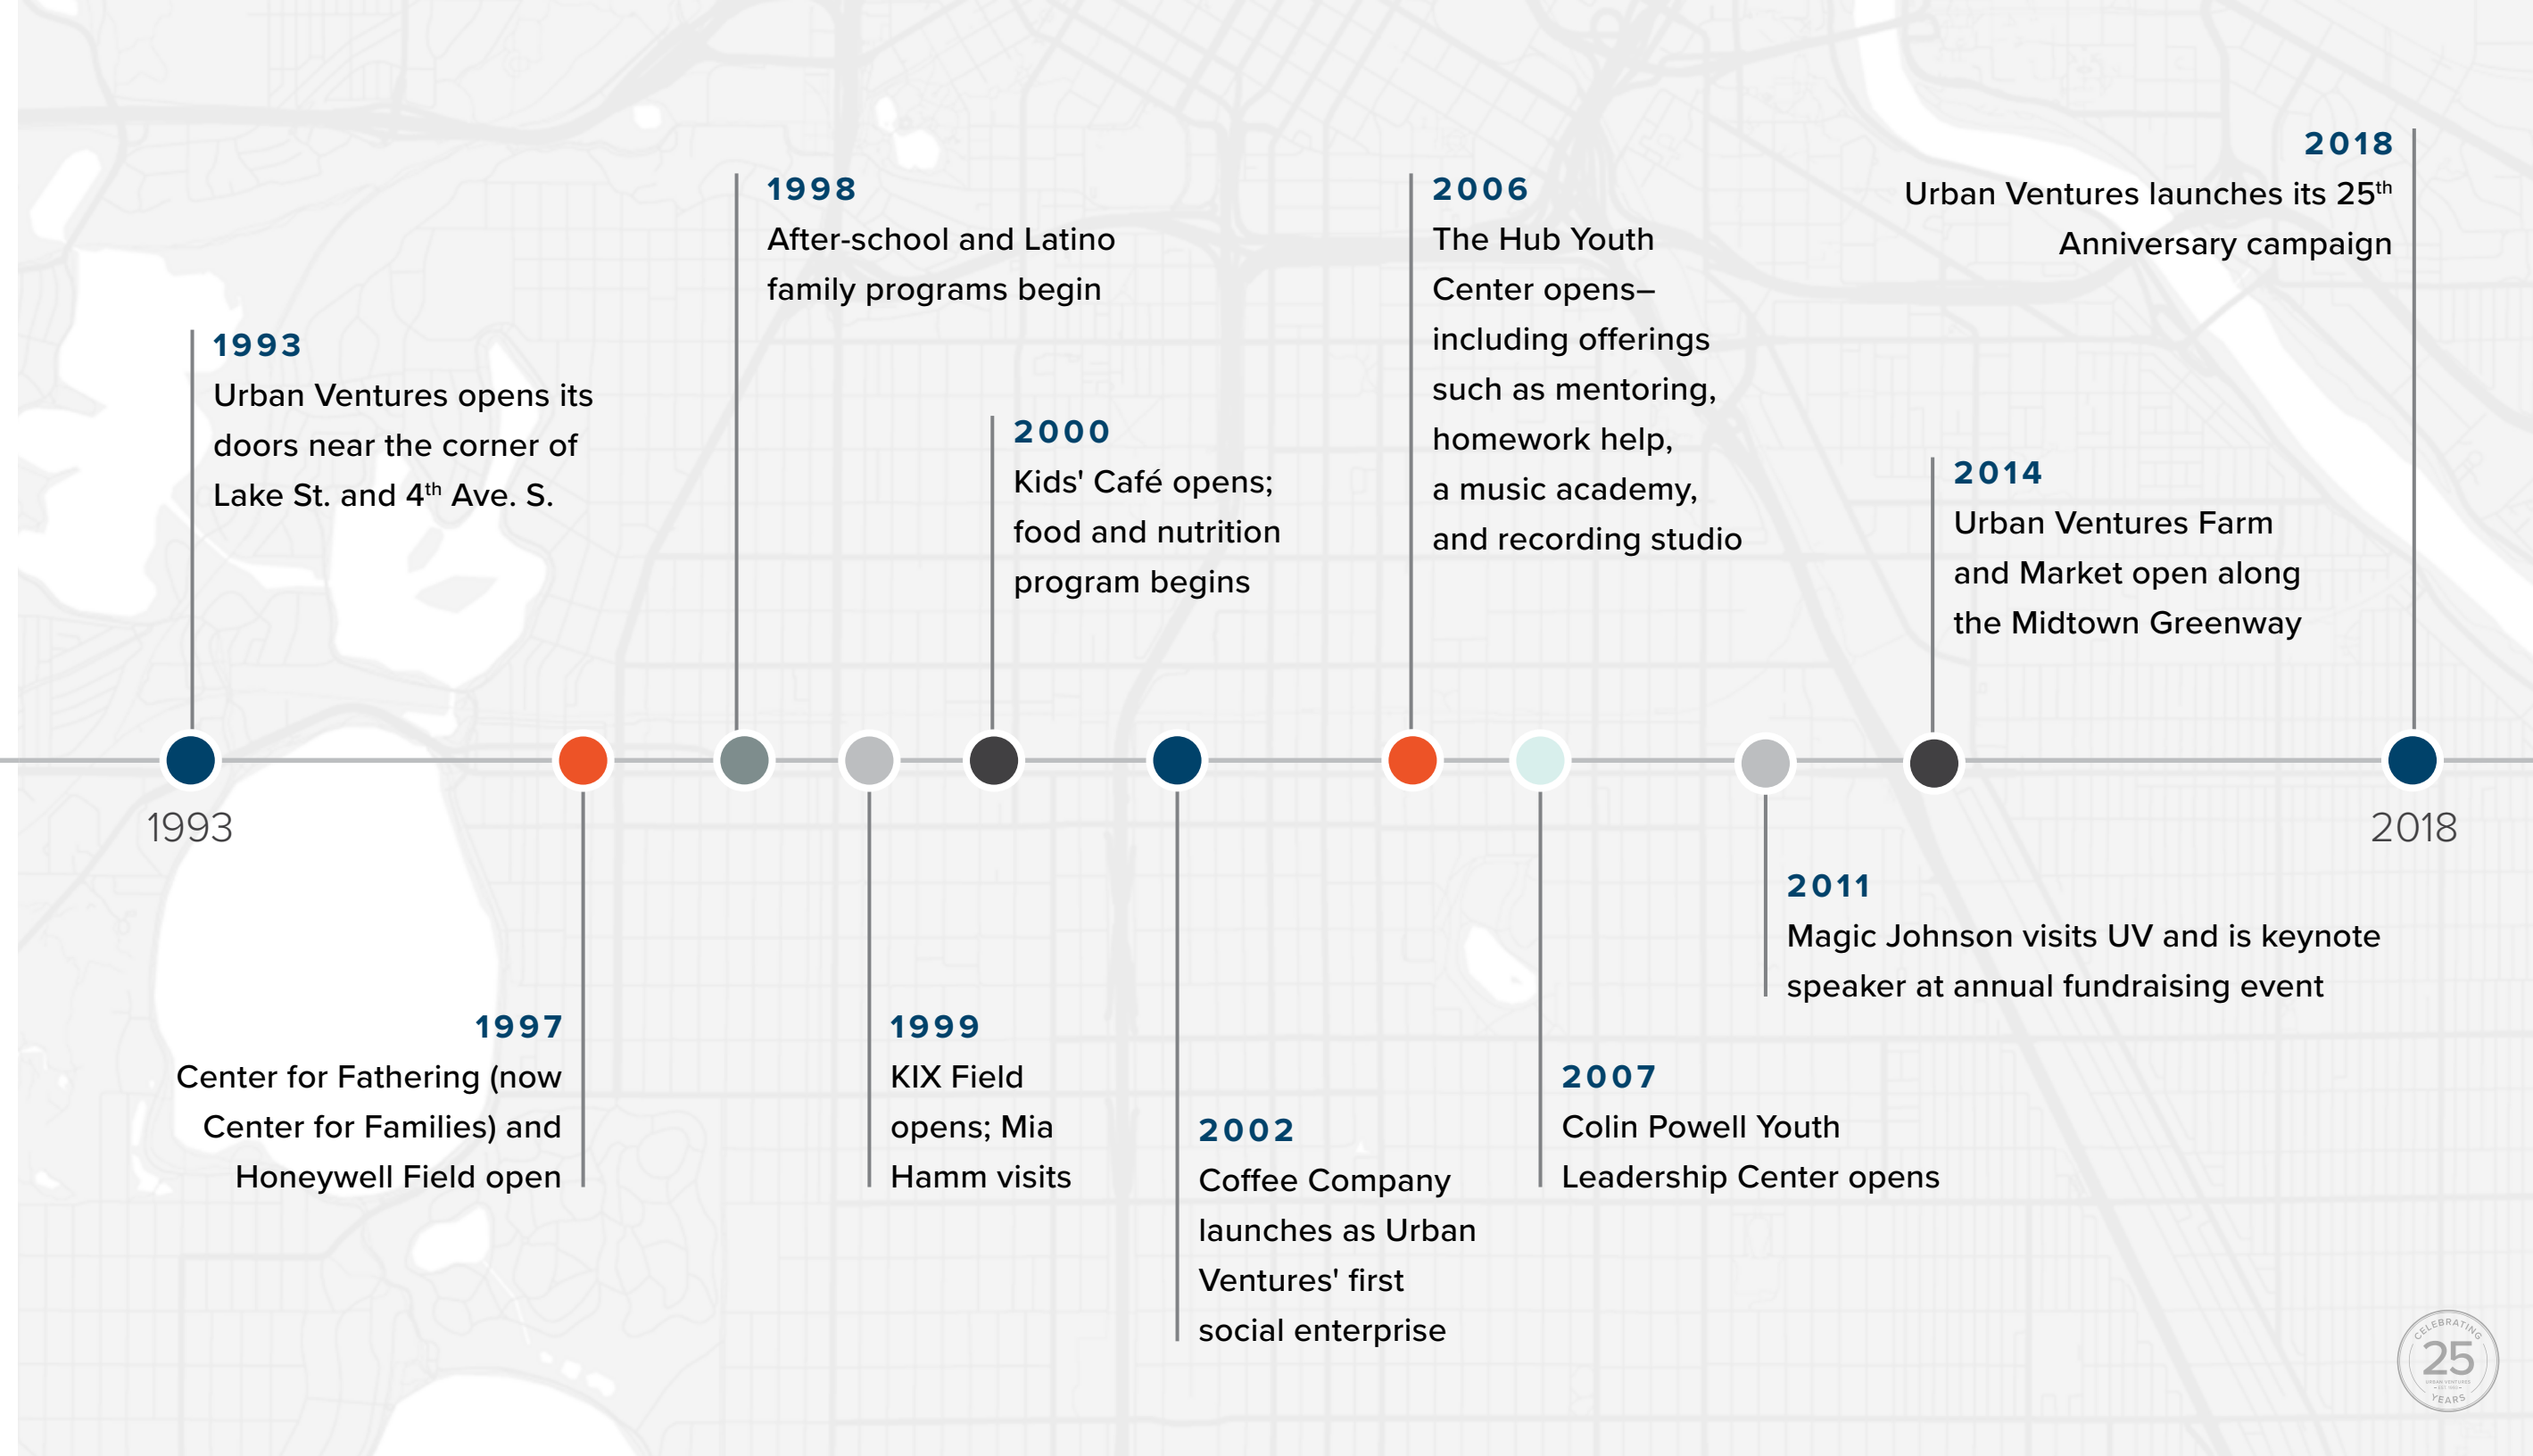 1993
Urban Ventures opens its
doors near the corner of
Lake St. and 4th Ave. S.
1998
After-school and Latino
family programs begin
2000
Kids' Café opens;
food and nutrition
program begins
2006
The Hub Youth
Center opens–
including offerings
such as mentoring,
homework help,
a music academy,
and recording studio
2014
Urban Ventures Farm
and Market open along
the Midtown Greenway
2018
Urban Ventures launches its 25th
Anniversary campaign
1993
2018
1997
Center for Fathering (now
Center for Families) and
Honeywell Field open
1999
KIX Field
opens; Mia
Hamm visits
2002
Coffee Company
launches as Urban
Ventures' first
social enterprise
2007
Colin Powell Youth
Leadership Center opens
2011
Magic Johnson visits UV and is keynote
speaker at annual fundraising event
CELEBRATING
25
URBAN VENTURES
YEARS